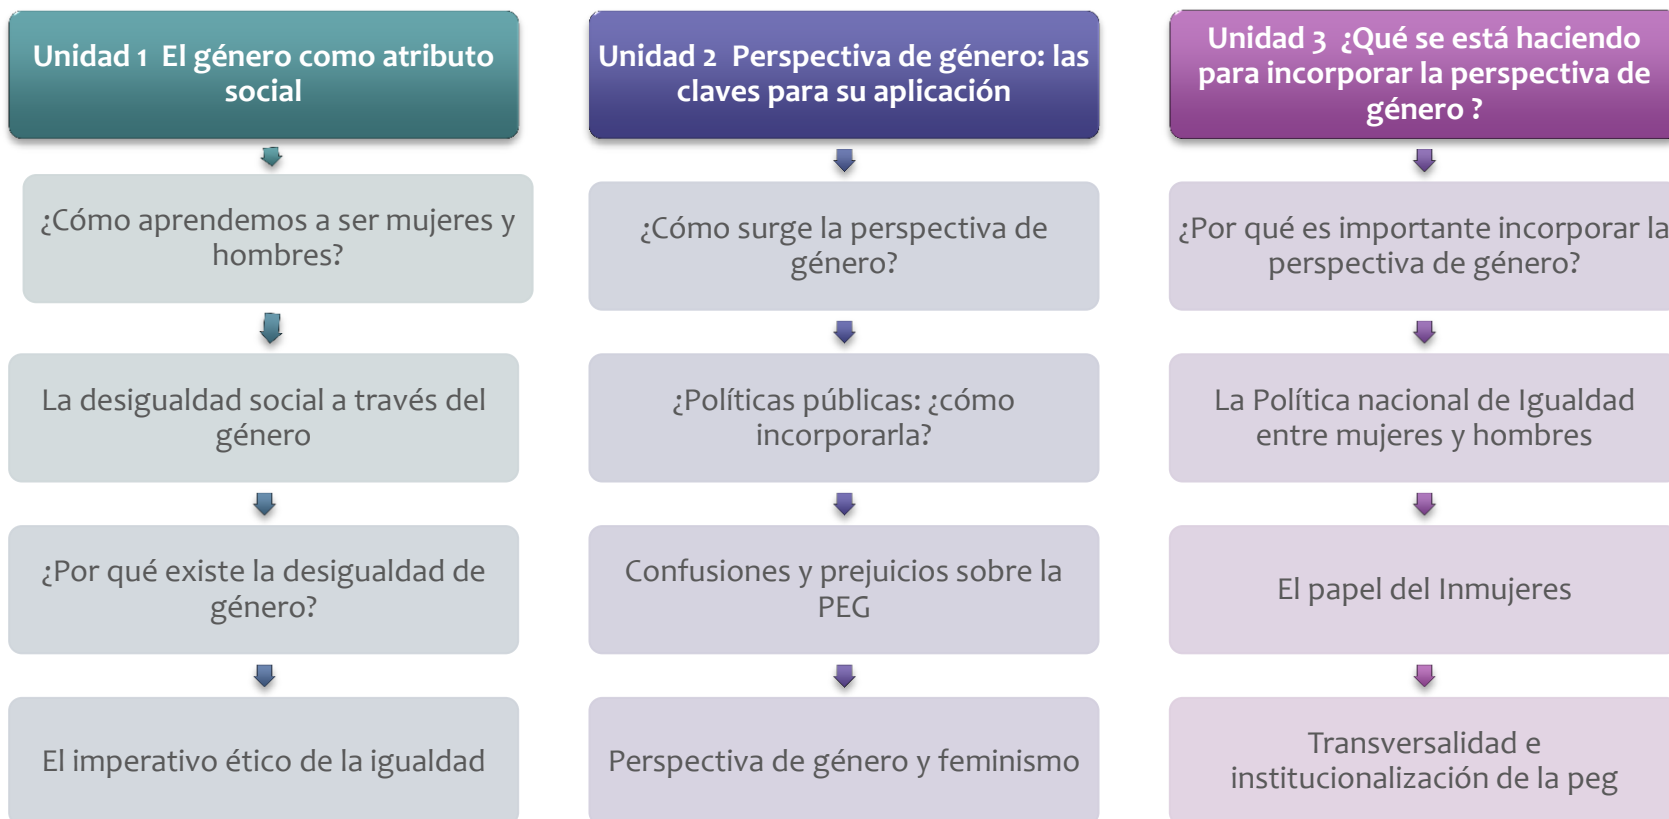 Unidad 1 El género como atributo
social
¿Cómo aprendemos a ser mujeres y
hombres?
La desigualdad social a través del
género
¿Por qué existe la desigualdad de
género?
El imperativo ético de la igualdad
Unidad 2 Perspectiva de género: las
claves para su aplicación
¿Cómo surge la perspectiva de
género?
¿Políticas públicas: ¿cómo
incorporarla?
Confusiones y prejuicios sobre la
PEG
Perspectiva de género y feminismo
Unidad 3 ¿Qué se está haciendo
para incorporar la perspectiva de
género ?
¿Por qué es importante incorporar la
perspectiva de género?
La Política nacional de Igualdad
entre mujeres y hombres
El papel del Inmujeres
Transversalidad e
institucionalización de la peg